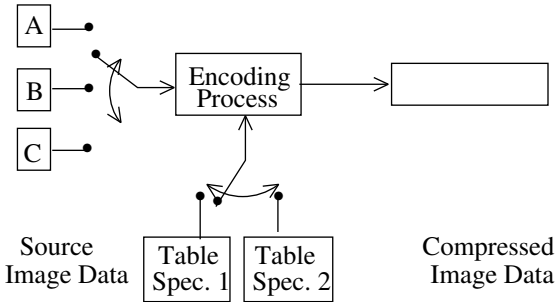 A
B
C
Encoding
Process
Table
Spec. 1
Table
Spec. 2
Source
Image Data
Compressed
Image Data